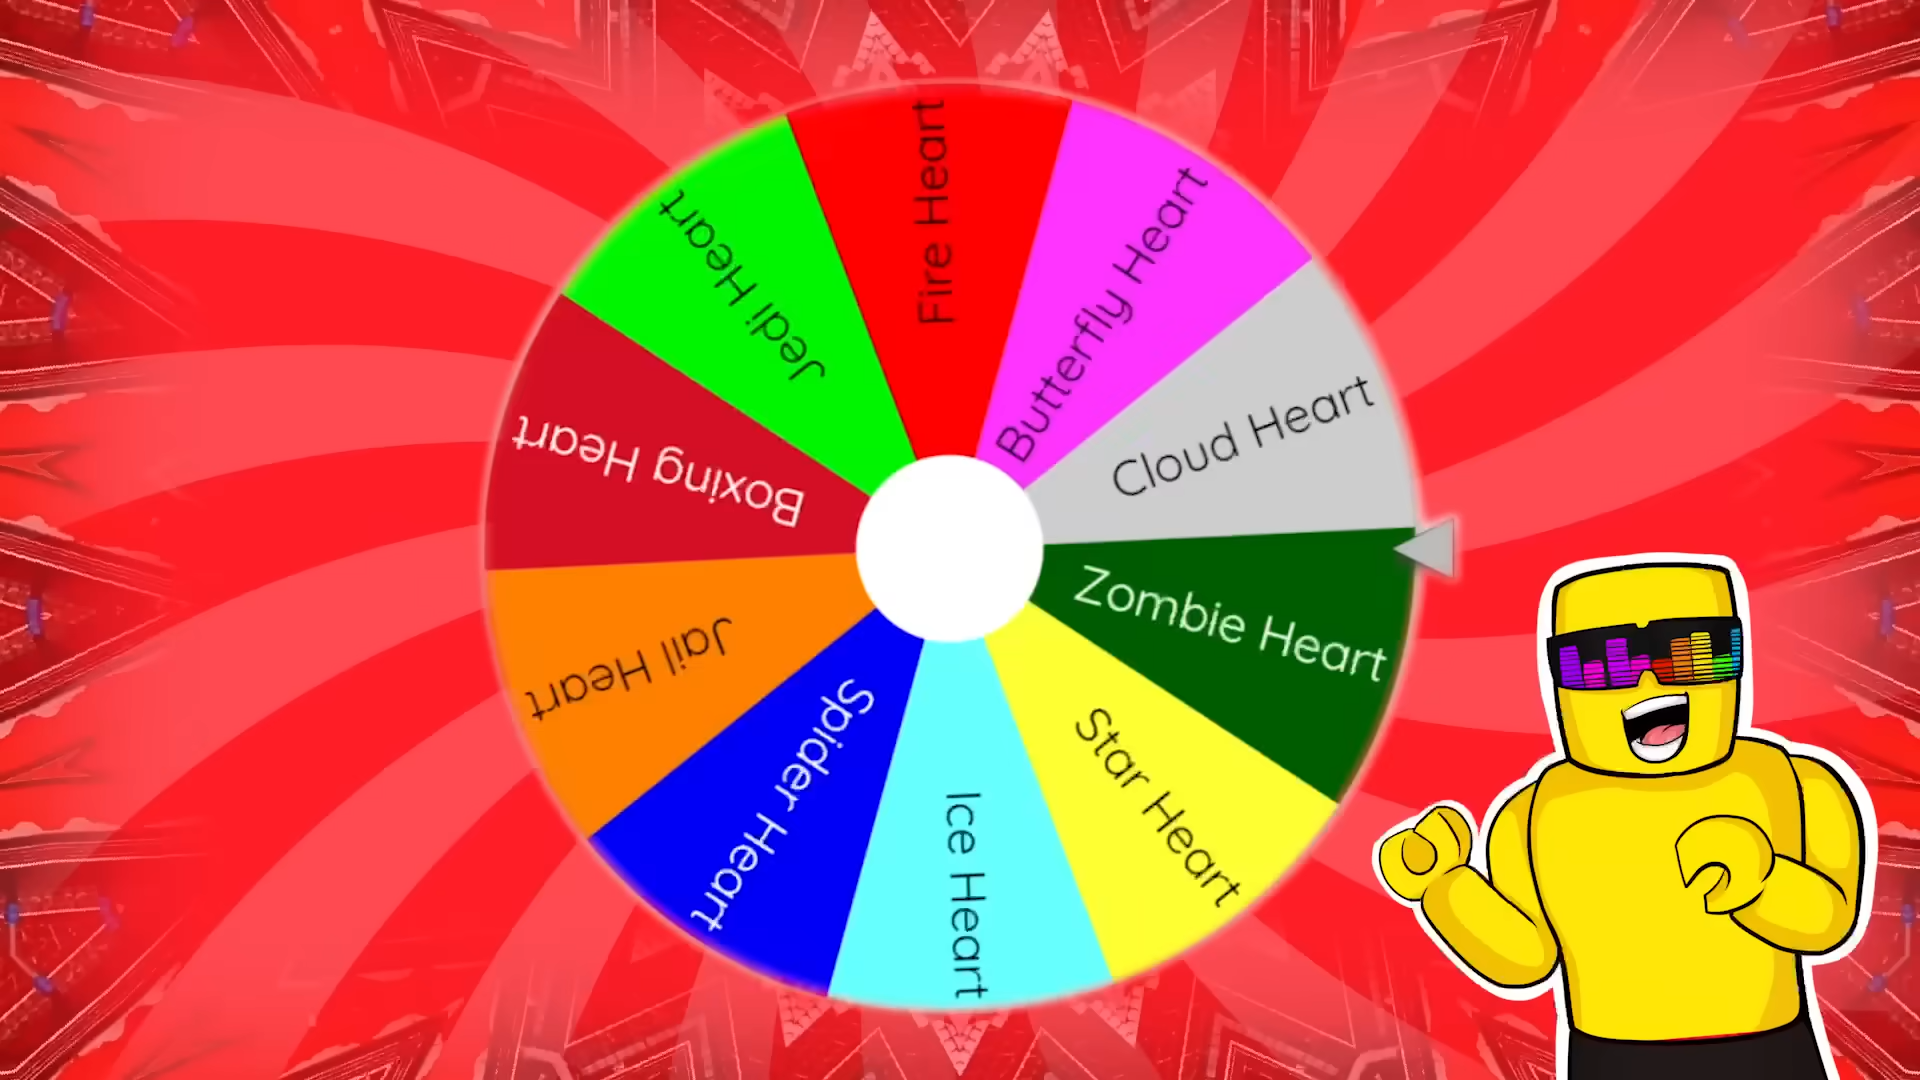 Fire Heart
Butterfly Heart
Cloud Heart
Zombie Heart
Star Heart
Ice Heart
Spider Heart
Jail Heart
Boxing Heart
Jedi Heart